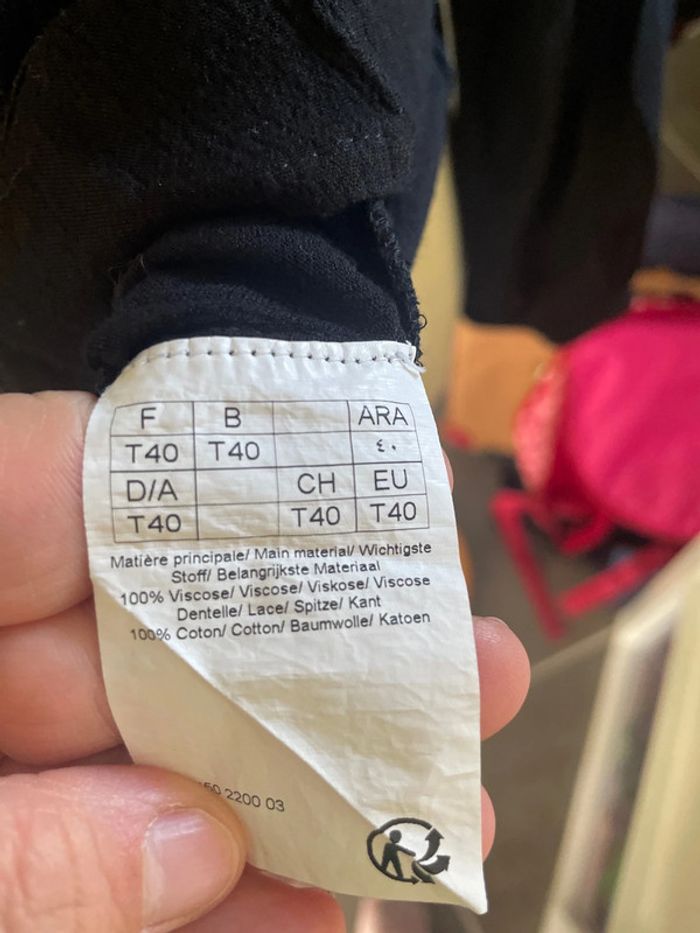 F B ARA
T40 T40 ٤٠
D/A CH EU
T40 T40 T40
Matière principale/ Main material/ Wichtigste
Stoff/ Belangrijkste Materiaal
100% Viscose/ Viscose/ Viskose/ Viscose
Dentelle/ Lace/ Spitze/ Kant
100% Coton/ Cotton/ Baumwolle/ Katoen
2200 03